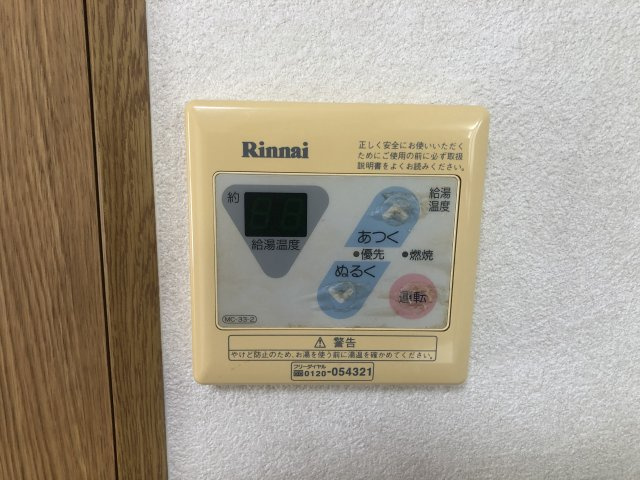 Rinnai
正しく安全にお使いいただく
ためにご使用の前に必ず取扱
説明書をよくお読みください。
約
給湯温度
給湯
温度
あつく
●優先 ●燃焼
ぬるく
運転
MC-33-2
⚠ 警告
やけど防止のため、お湯を使う前に湯温を確かめてください。
フリーダイヤル
0120-054321